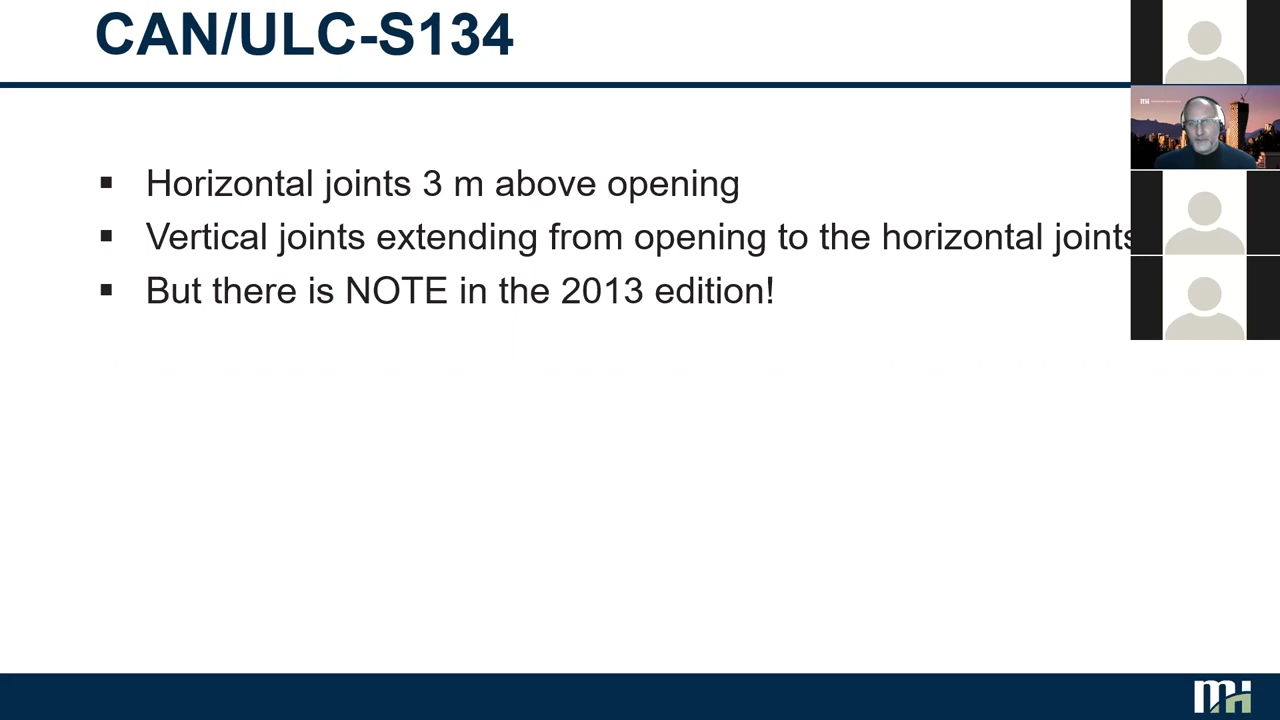 CAN/ULC-S134
Horizontal joints 3 m above opening
Vertical joints extending from opening to the horizontal joints
But there is NOTE in the 2013 edition!
mh